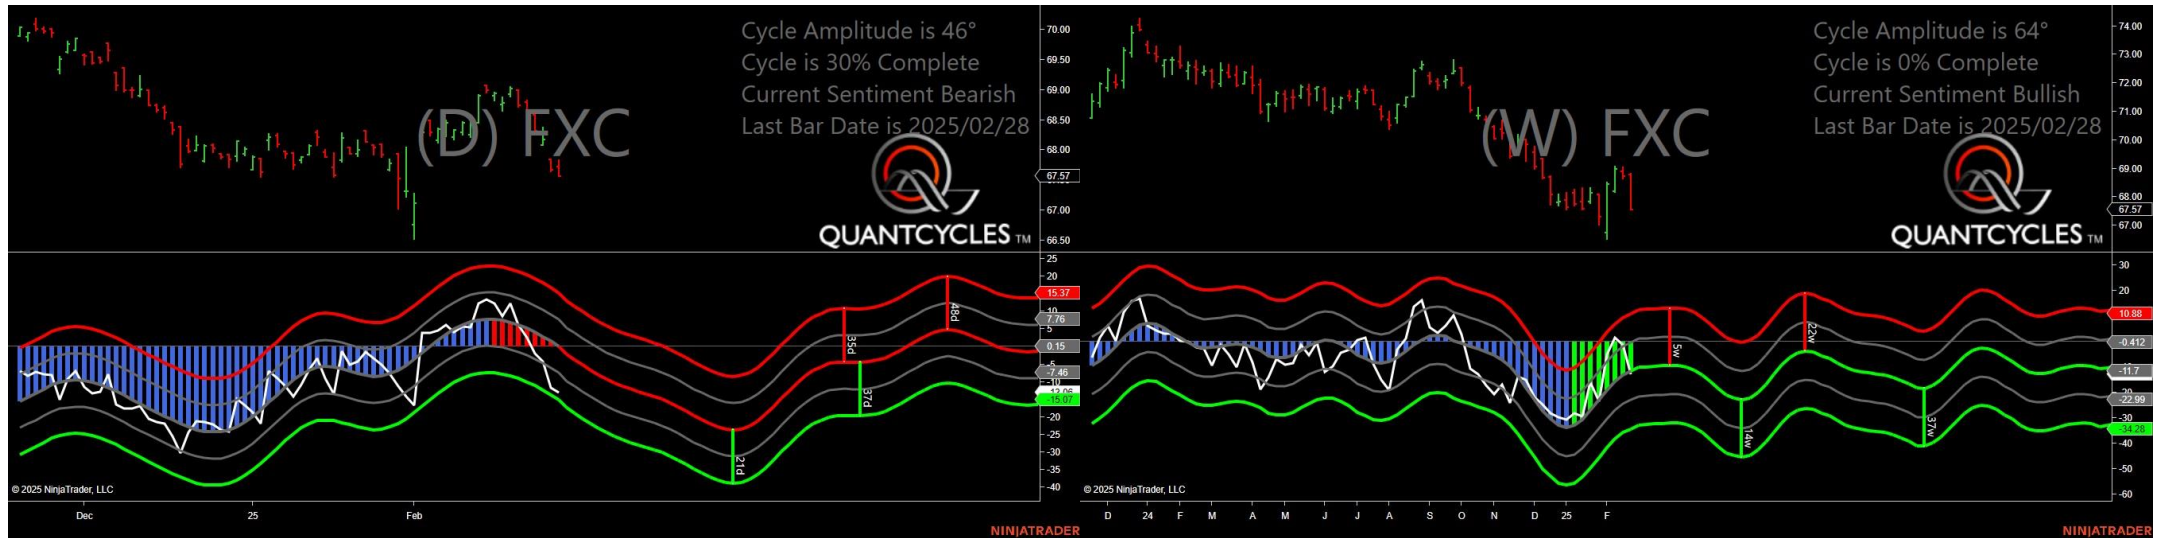 Cycle Amplitude is 46°
Cycle is 30% Complete
Current Sentiment Bearish
Last Bar Date is 2025/02/28
(D) FXC
QUANTCYCLES TM
70.00
69.50
69.00
68.50
68.00
67.57
67.00
66.50
25
20
15.37
10
7.76
5
0.15
-5
-7.46
-10
-15.07
-20
-25
-30
-35
-40
21d
35d
37d
48d
© 2025 NinjaTrader, LLC
Dec
25
Feb
NINJATRADER
Cycle Amplitude is 64°
Cycle is 0% Complete
Current Sentiment Bullish
Last Bar Date is 2025/02/28
(W) FXC
QUANTCYCLES TM
74.00
73.00
72.00
71.00
70.00
69.00
68.00
67.57
67.00
30
20
10.88
-0.412
-11.7
-22.99
-30
-34.28
-40
-50
-60
5w
14w
22w
37w
© 2025 NinjaTrader, LLC
D
24
F
M
A
M
J
J
A
S
O
N
D
25
F
NINJATRADER